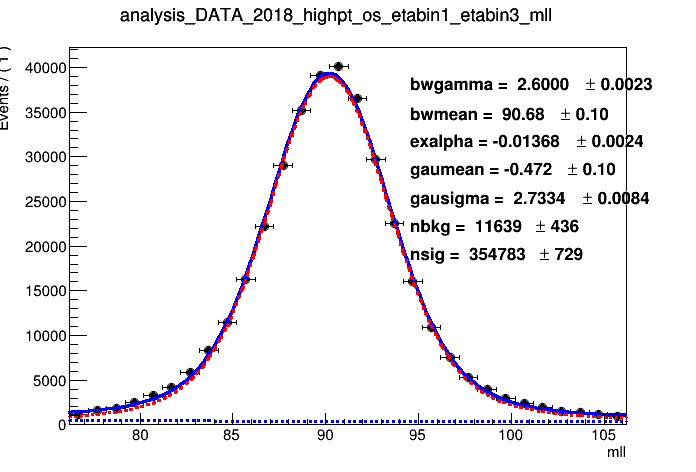 analysis_DATA_2018_highpt_os_etabin1_etabin3_mll
Events / ( 1 )
40000
35000
30000
25000
20000
15000
10000
5000
0
bwgamma = 2.6000 ± 0.0023
bwmean = 90.68 ± 0.10
exalpha = -0.01368 ± 0.0024
gaumean = -0.472 ± 0.10
gausigma = 2.7334 ± 0.0084
nbkg = 11639 ± 436
nsig = 354783 ± 729
80 85 90 95 100 105
mll